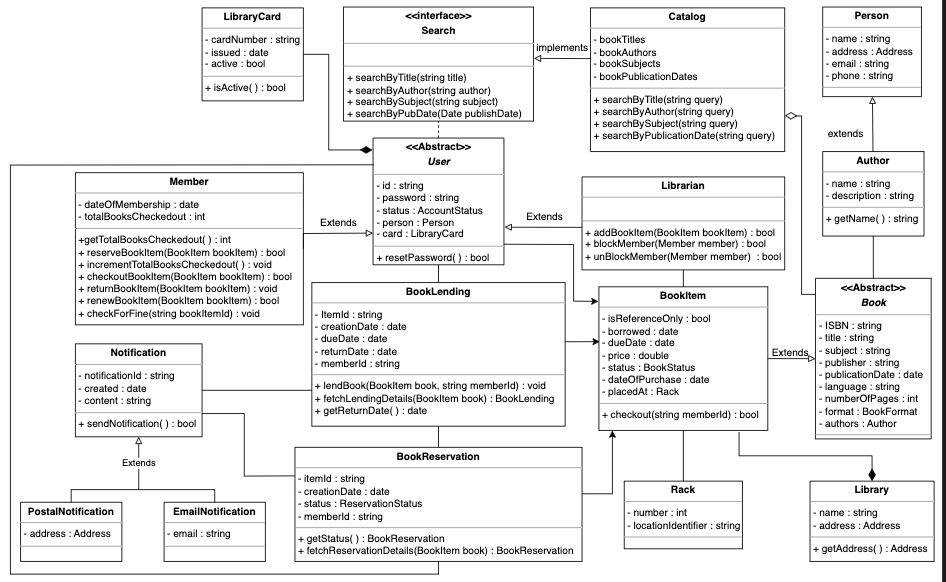 LibraryCard
- cardNumber : string
- issued : date
- active : bool
+ isActive( ) : bool
<<interface>>
Search
+ searchByTitle(string title)
+ searchByAuthor(string author)
+ searchBySubject(string subject)
+ searchByPubDate(Date publishDate)
implements
Catalog
- bookTitles
- bookAuthors
- bookSubjects
- bookPublicationDates
+ searchByTitle(string query)
+ searchByAuthor(string query)
+ searchBySubject(string query)
+ searchByPublicationDate(string query)
Person
- name : string
- address : Address
- email : string
- phone : string
extends
Author
- name : string
- description : string
+ getName( ) : string
<<Abstract>>
User
- id : string
- password : string
- status : AccountStatus
- person : Person
- card : LibraryCard
+ resetPassword( ) : bool
Member
- dateOfMembership : date
- totalBooksCheckedout : int
+getTotalBooksCheckedout( ) : int
+ reserveBookItem(BookItem bookItem) : bool
+ incrementTotalBooksCheckedout( ) : void
+ checkoutBookItem(BookItem bookItem) : bool
+ returnBookItem(BookItem bookItem) : void
+ renewBookItem(BookItem bookItem) : bool
+ checkForFine(string bookItemId) : void
Extends
Extends
Librarian
+ addBookItem(BookItem bookItem) : bool
+ blockMember(Member member) : bool
+ unBlockMember(Member member) : bool
BookLending
- ItemId : string
- creationDate : date
- dueDate : date
- returnDate : date
- memberId : string
+ lendBook(BookItem book, string memberId) : void
+ fetchLendingDetails(BookItem book) : BookLending
+ getReturnDate( ) : date
BookItem
- isReferenceOnly : bool
- borrowed : date
- dueDate : date
- price : double
- status : BookStatus
- dateOfPurchase : date
- placedAt : Rack
+ checkout(string memberId) : bool
Extends
<<Abstract>>
Book
- ISBN : string
- title : string
- subject : string
- publisher : string
- publicationDate : date
- language : string
- numberOfPages : int
- format : BookFormat
- authors : Author
Notification
- notificationId : string
- created : date
- content : string
+ sendNotification( ) : bool
Extends
PostalNotification
- address : Address
EmailNotification
- email : string
BookReservation
- itemId : string
- creationDate : date
- status : ReservationStatus
- memberId : string
+ getStatus( ) : BookReservation
+ fetchReservationDetails(BookItem book) : BookReservation
Rack
- number : int
- locationIdentifier : string
Library
- name : string
- address : Address
+ getAddress( ) : Address